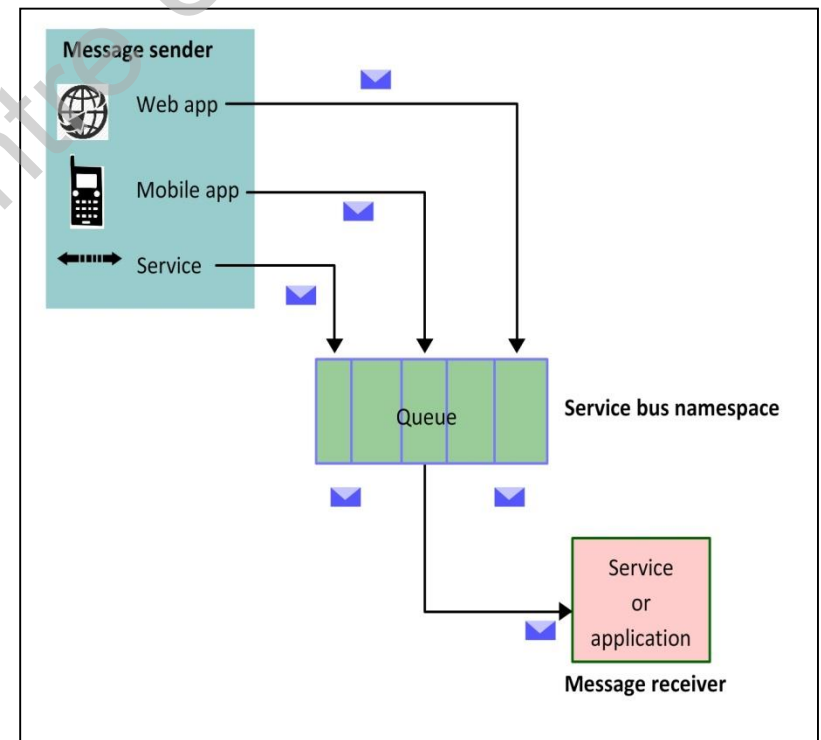 Message sender
Web app
Mobile app
Service
Queue
Service bus namespace
Service
or
application
Message receiver